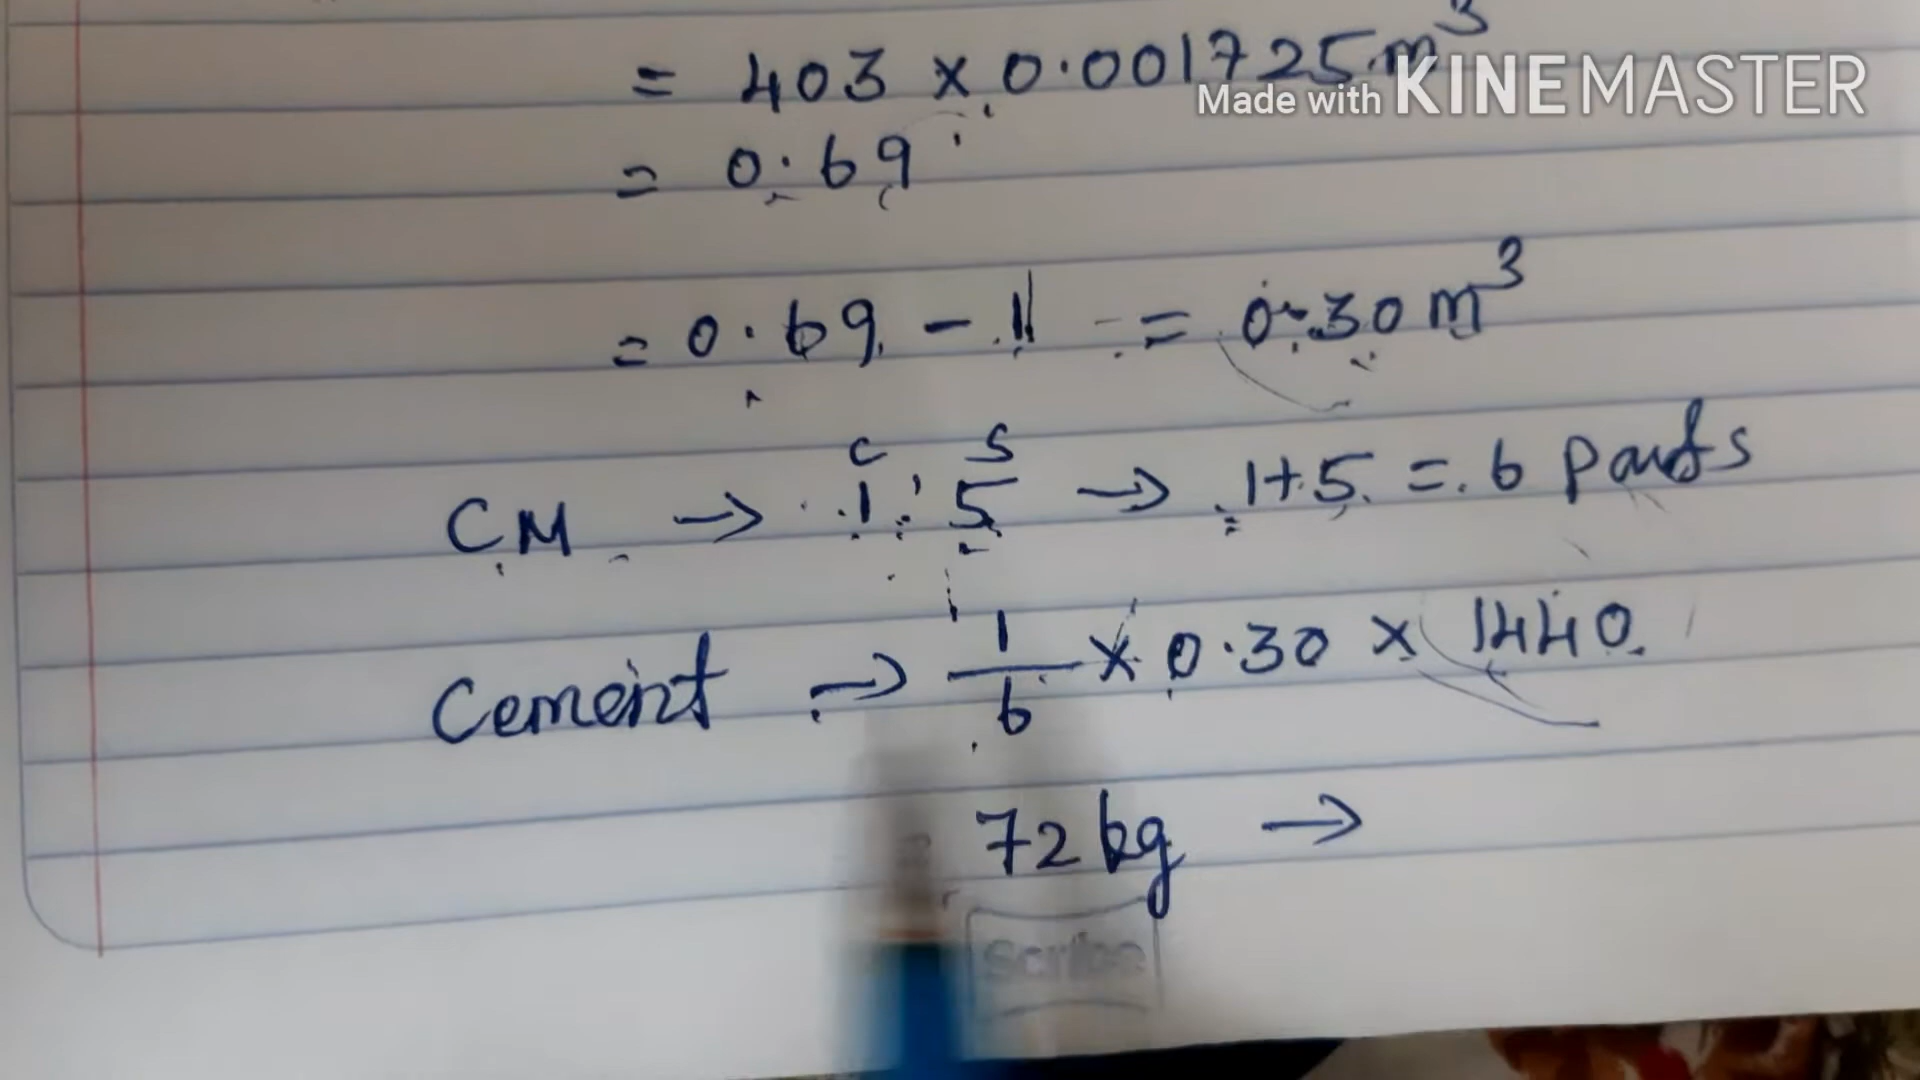 = 403 × 0.001725 m³
Made with KINEMASTER
= 0.69
= 0.69 - 1 = 0.30 m³
C S
CM → 1 : 5 → 1+5 = 6 Parts
Cement → 1/6 × 0.30 × 1440
= 72 kg →
Scribe